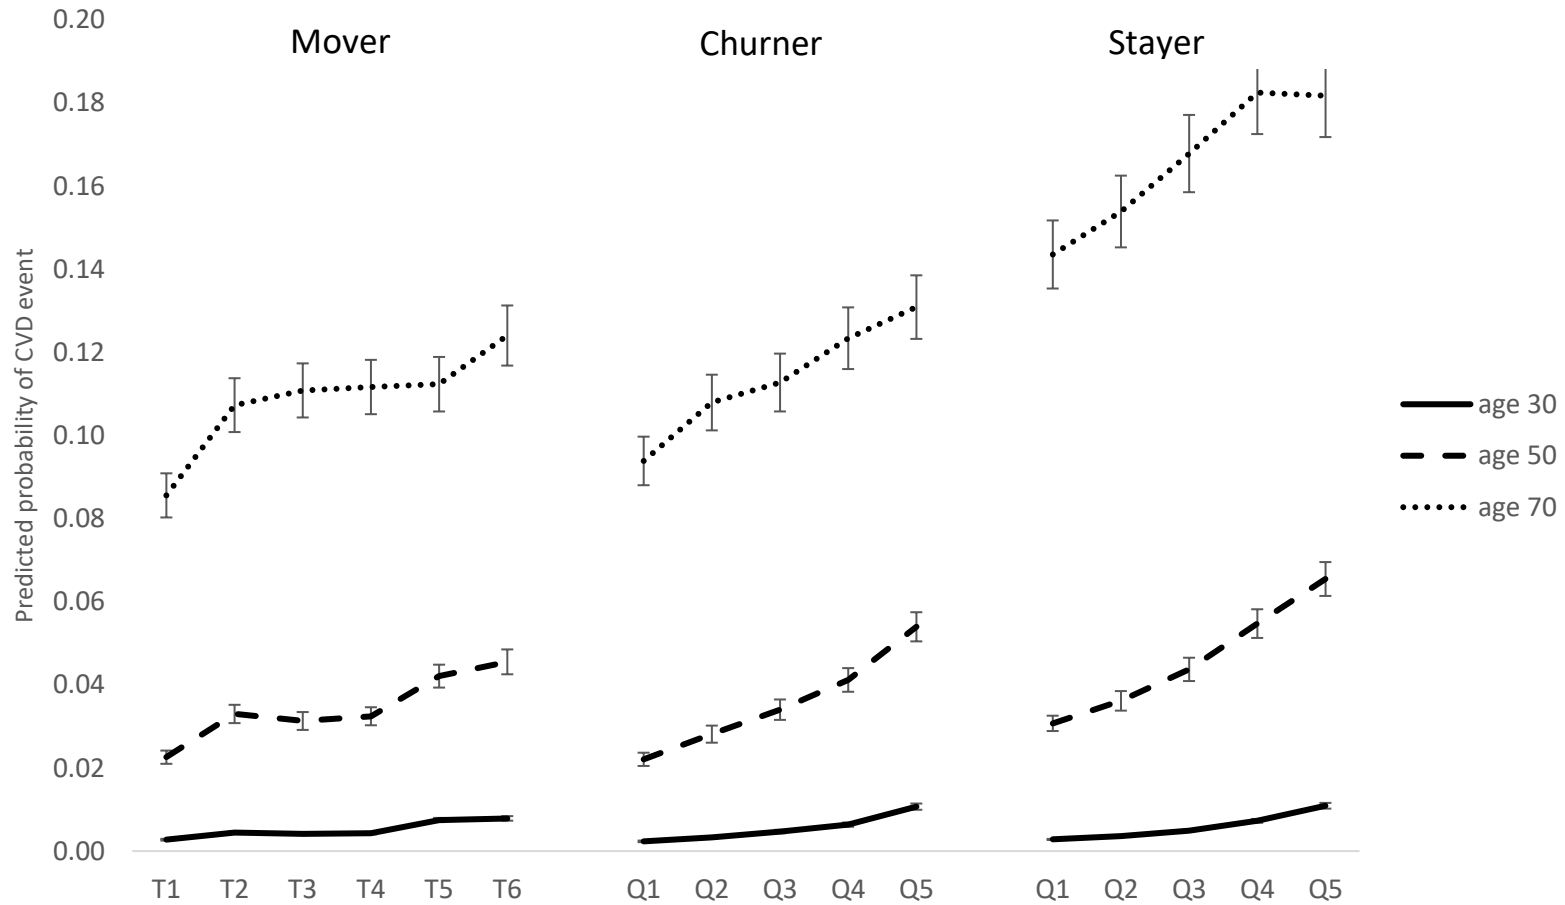 Mover Churner Stayer
Predicted probability of CVD event
0.20
0.18
0.16
0.14
0.12
0.10
0.08
0.06
0.04
0.02
0.00
T1 T2 T3 T4 T5 T6 Q1 Q2 Q3 Q4 Q5 Q1 Q2 Q3 Q4 Q5
age 30
age 50
age 70